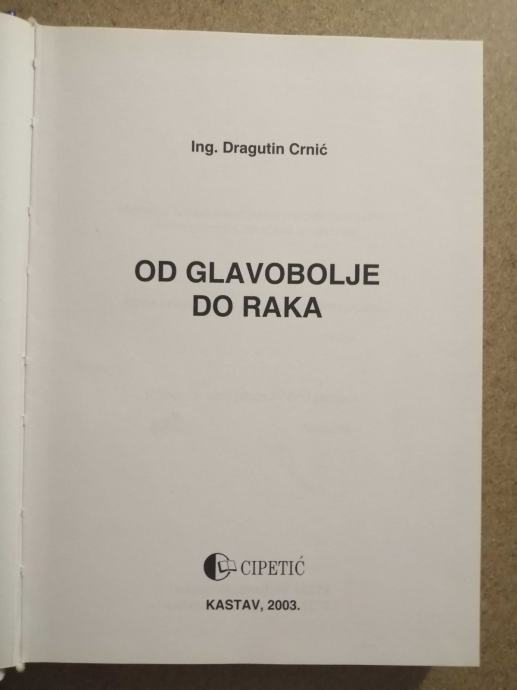 Ing. Dragutin Crnić
OD GLAVOBOLJE
DO RAKA
CIPETIĆ
KASTAV, 2003.